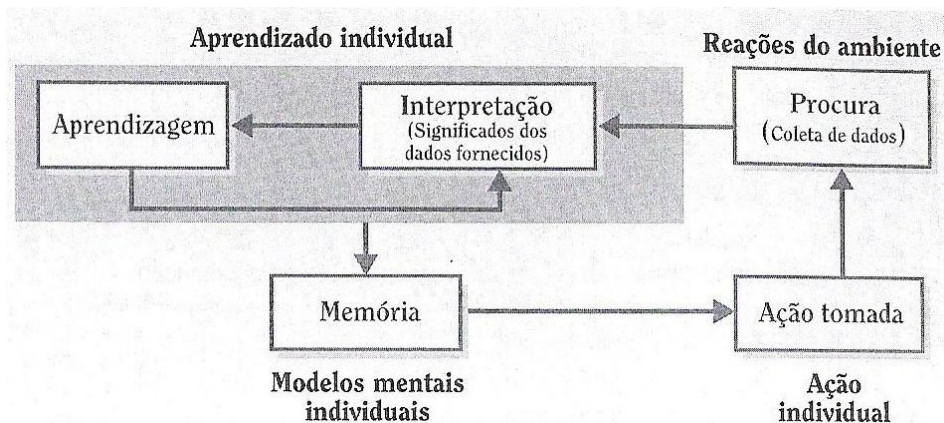 Aprendizado individual
Reações do ambiente
Aprendizagem
Interpretação
(Significados dos
dados fornecidos)
Procura
(Coleta de dados)
Memória
Ação tomada
Modelos mentais
individuais
Ação
individual